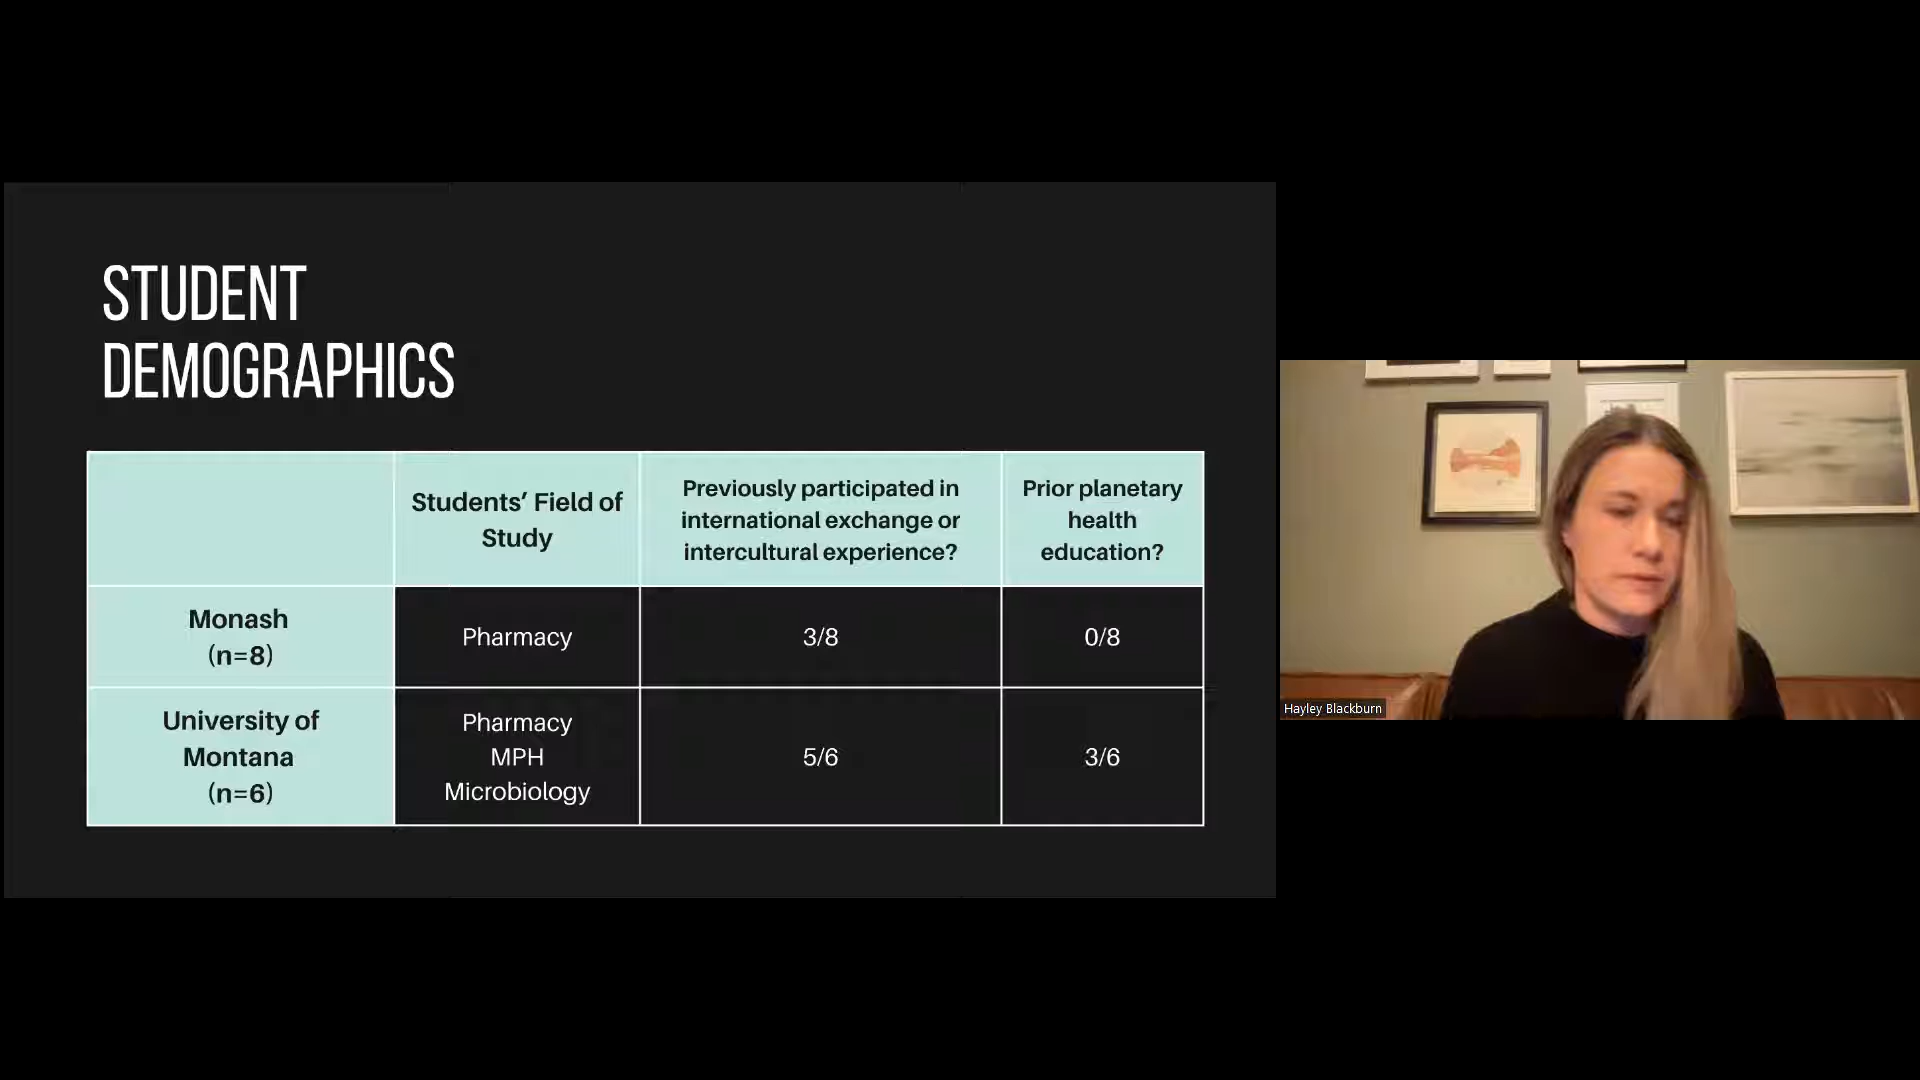 STUDENT
DEMOGRAPHICS
Students’ Field of
Study
Previously participated in
international exchange or
intercultural experience?
Prior planetary
health
education?
Monash
(n=8)
Pharmacy
3/8
0/8
University of
Montana
(n=6)
Pharmacy
MPH
Microbiology
5/6
3/6
Hayley Blackburn